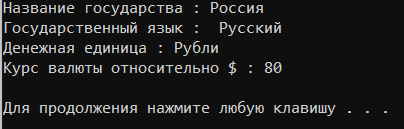 Название государства : Россия
Государственный язык :  Русский
Денежная единица : Рубли
Курс валюты относительно $ : 80
Для продолжения нажмите любую клавишу . . .